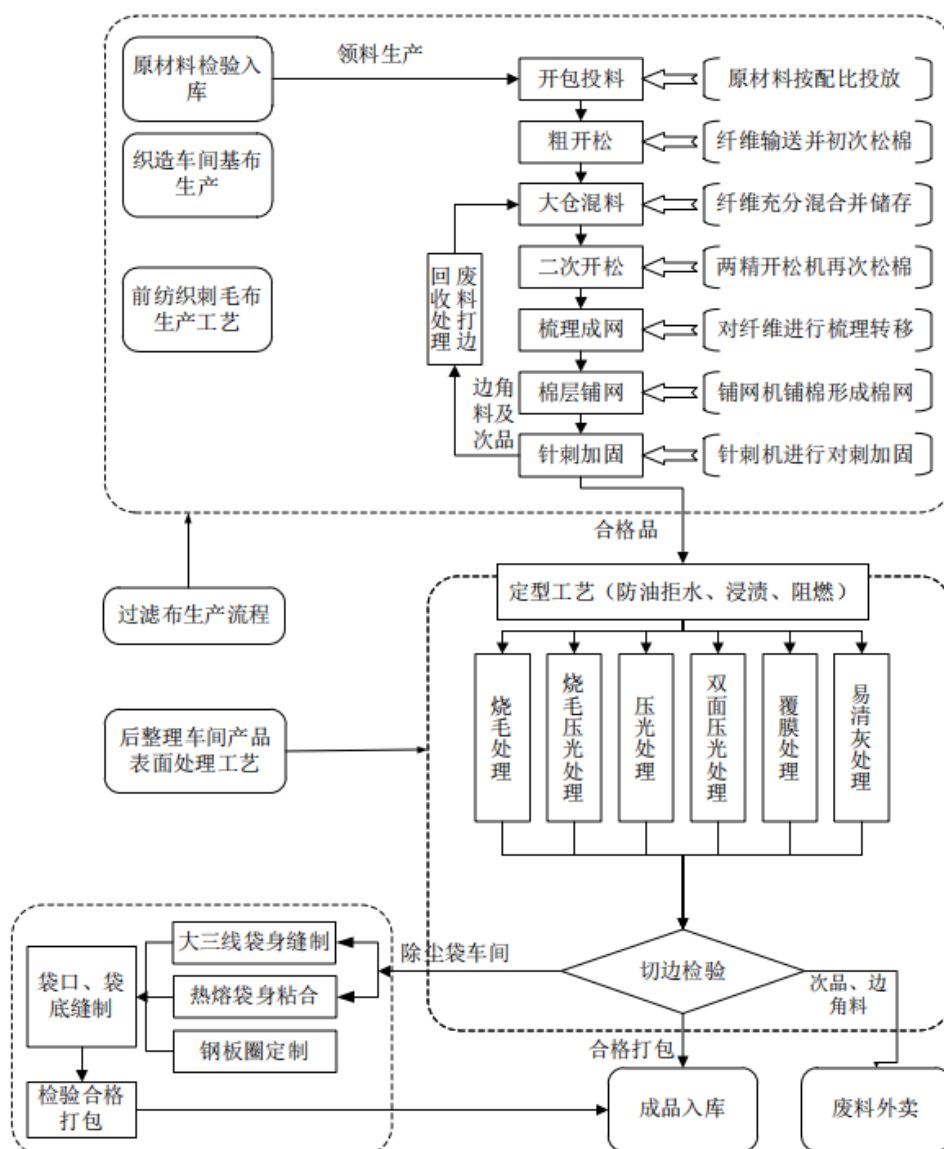 原材料检验入
库
领料生产
开包投料
原材料按配比投放
织造车间基布
生产
粗开松
纤维输送并初次松棉
大仓混料
纤维充分混合并储存
前纺织刺毛布
生产工艺
废料打边
回收处理
二次开松
两精开松机再次松棉
梳理成网
对纤维进行梳理转移
边角
料及
次品
棉层铺网
铺网机铺棉形成棉网
针刺加固
针刺机进行对刺加固
合格品
过滤布生产流程
定型工艺（防油拒水、浸渍、阻燃）
后整理车间产品
表面处理工艺
烧毛处理
烧毛压光处理
压光处理
双面压光处理
覆膜处理
易清灰处理
大三线袋身缝制
除尘袋车间
切边检验
次品、边
角料
袋口、袋
底缝制
热熔袋身粘合
钢板圈定制
合格打包
检验合格
打包
成品入库
废料外卖